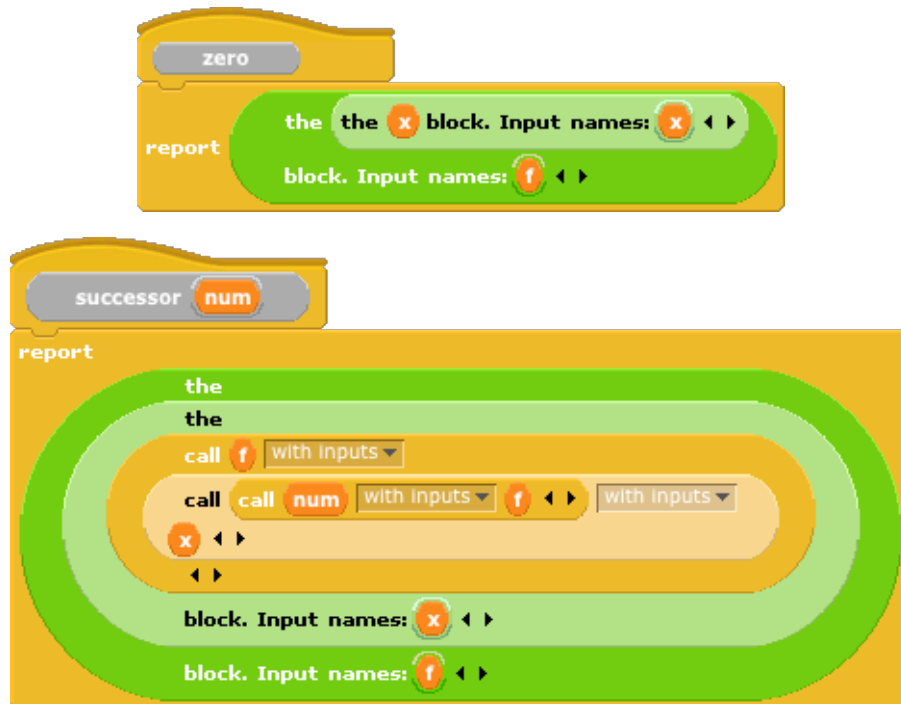 zero
the the x block. Input names: x
report
block. Input names: f
successor num
report
the
the
call f with inputs
call call num with inputs f with inputs
x
block. Input names: x
block. Input names: f